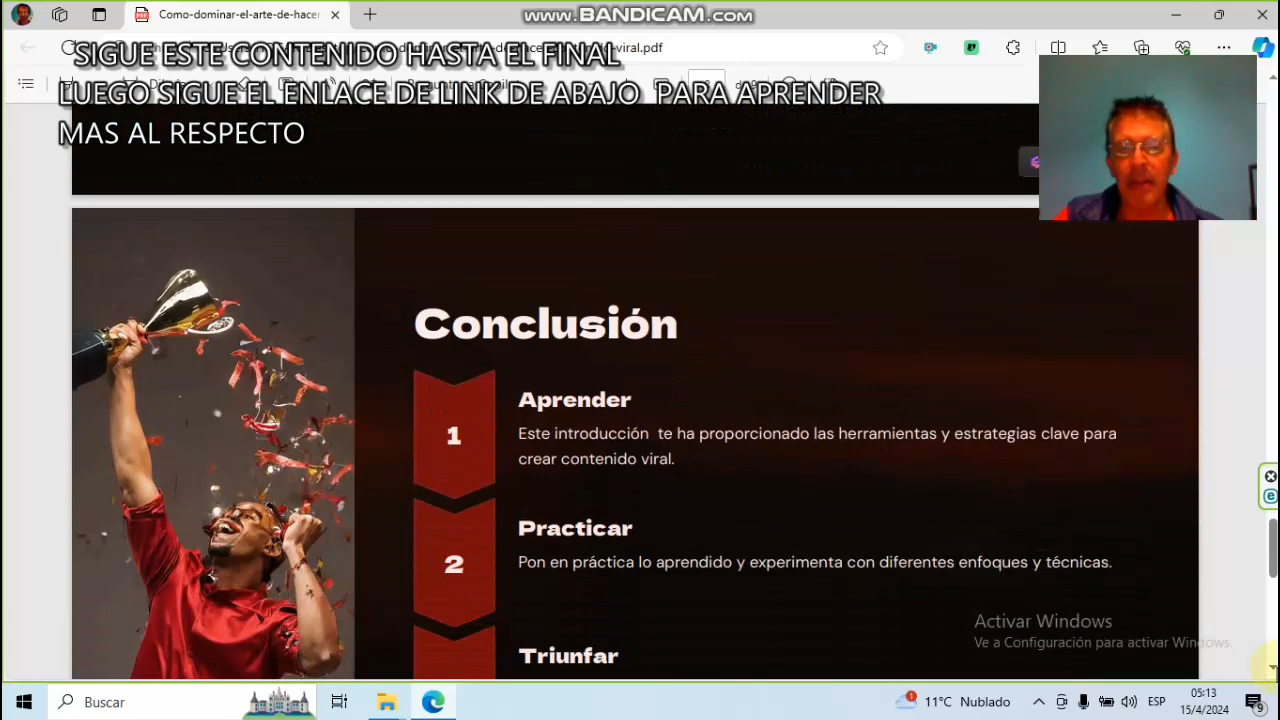 Como-dominar-el-arte-de-hacer
www.BANDICAM.com
viral.pdf
SIGUE ESTE CONTENIDO HASTA EL FINAL
LUEGO SIGUE EL ENLACE DE LINK DE ABAJO PARA APRENDER
MAS AL RESPECTO
Conclusión
1
Aprender
Este introducción te ha proporcionado las herramientas y estrategias clave para
crear contenido viral.
2
Practicar
Pon en práctica lo aprendido y experimenta con diferentes enfoques y técnicas.
Triunfar
Activar Windows
Ve a Configuración para activar Windows.
Buscar
1
11°C Nublado
ESP
05:13
15/4/2024
9